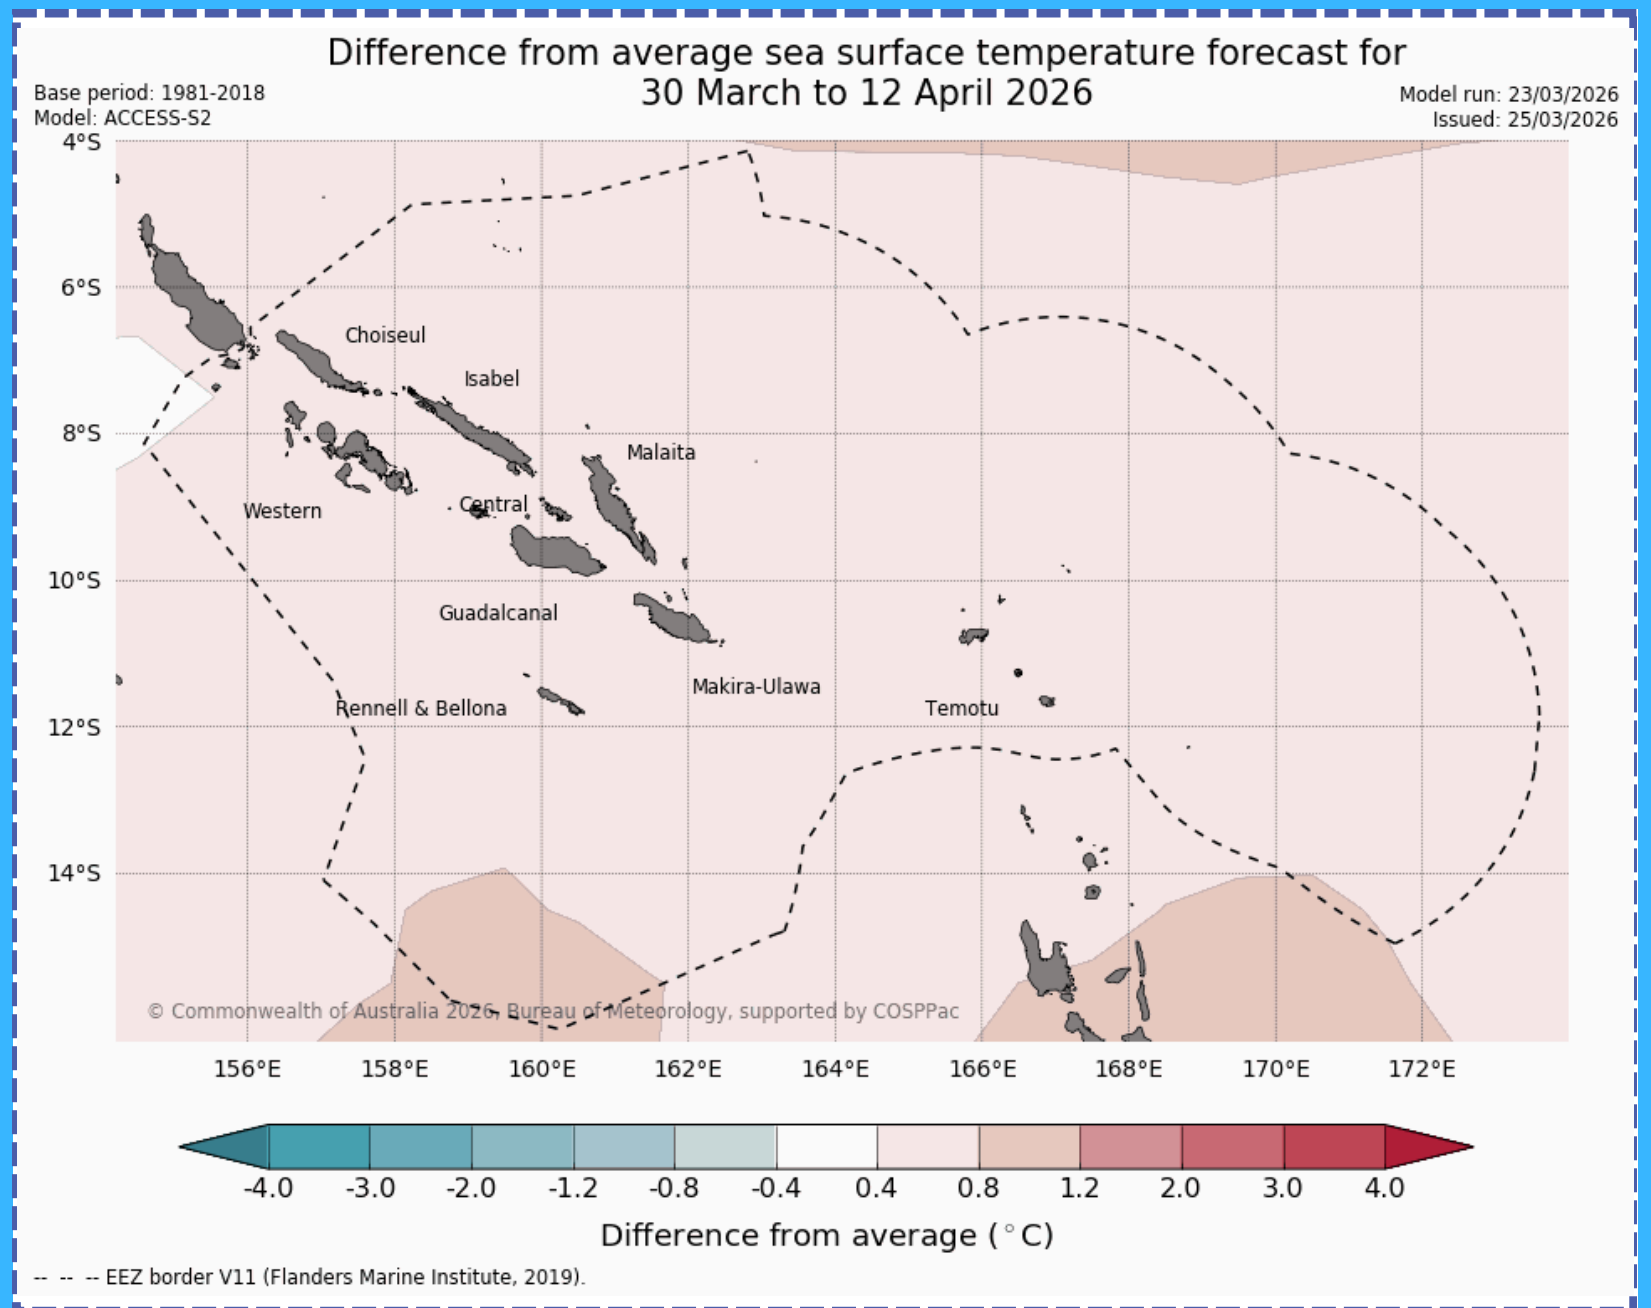 Difference from average sea surface temperature forecast for
30 March to 12 April 2026
Base period: 1981-2018
Model: ACCESS-S2
Model run: 23/03/2026
Issued: 25/03/2026
4°S
6°S
Choiseul
Isabel
8°S
Malaita
Central
Western
10°S
Guadalcanal
Makira-Ulawa
Rennell & Bellona
Temotu
12°S
14°S
© Commonwealth of Australia 2026, Bureau of Meteorology, supported by COSPPac
156°E 158°E 160°E 162°E 164°E 166°E 168°E 170°E 172°E
-4.0 -3.0 -2.0 -1.2 -0.8 -0.4 0.4 0.8 1.2 2.0 3.0 4.0
Difference from average (°C)
-- -- -- EEZ border V11 (Flanders Marine Institute, 2019).